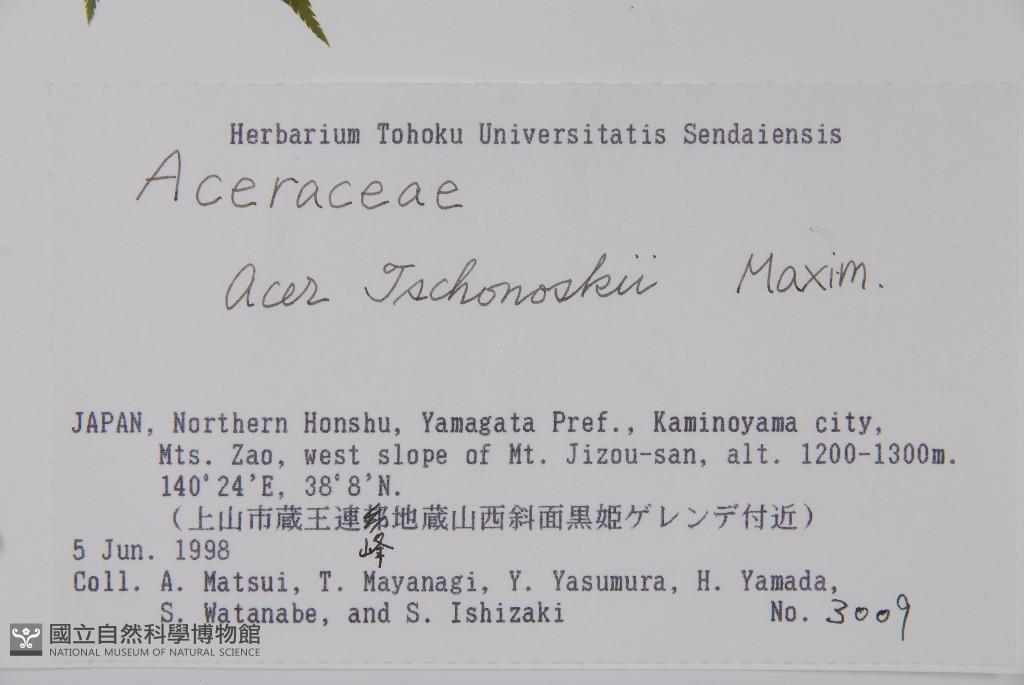 Herbarium Tohoku Universitatis Sendaiensis
Aceraceae
Acer Tschonoskii Maxim.
JAPAN, Northern Honshu, Yamagata Pref., Kaminoyama city,
Mts. Zao, west slope of Mt. Jizou-san, alt. 1200-1300m.
140°24'E, 38°8'N.
(上山市蔵王連地蔵山西斜面黒姫ゲレンデ付近)
峰
5 Jun. 1998
Coll. A. Matsui, T. Mayanagi, Y. Yasumura, H. Yamada,
S. Watanabe, and S. Ishizaki No. 3009
國立自然科學博物館
NATIONAL MUSEUM OF NATURAL SCIENCE